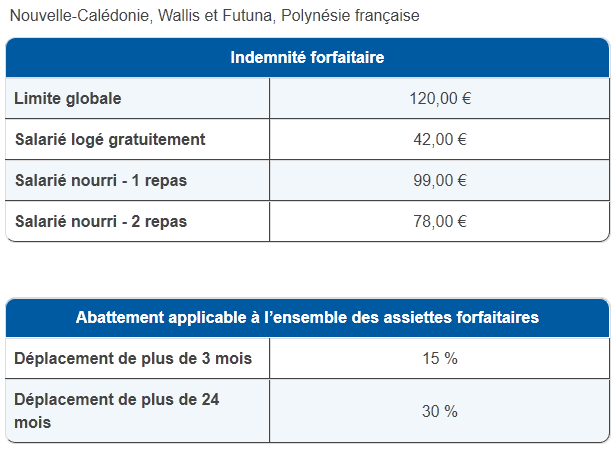 Nouvelle-Calédonie, Wallis et Futuna, Polynésie française
Indemnité forfaitaire
Limite globale 120,00 €
Salarié logé gratuitement 42,00 €
Salarié nourri - 1 repas 99,00 €
Salarié nourri - 2 repas 78,00 €
Abattement applicable à l’ensemble des assiettes forfaitaires
Déplacement de plus de 3 mois 15 %
Déplacement de plus de 24
mois 30 %